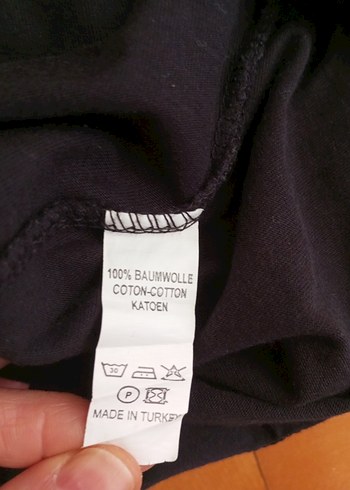 100% BAUMWOLLE
COTON-COTTON
KATOEN
30
P
MADE IN TURKEY